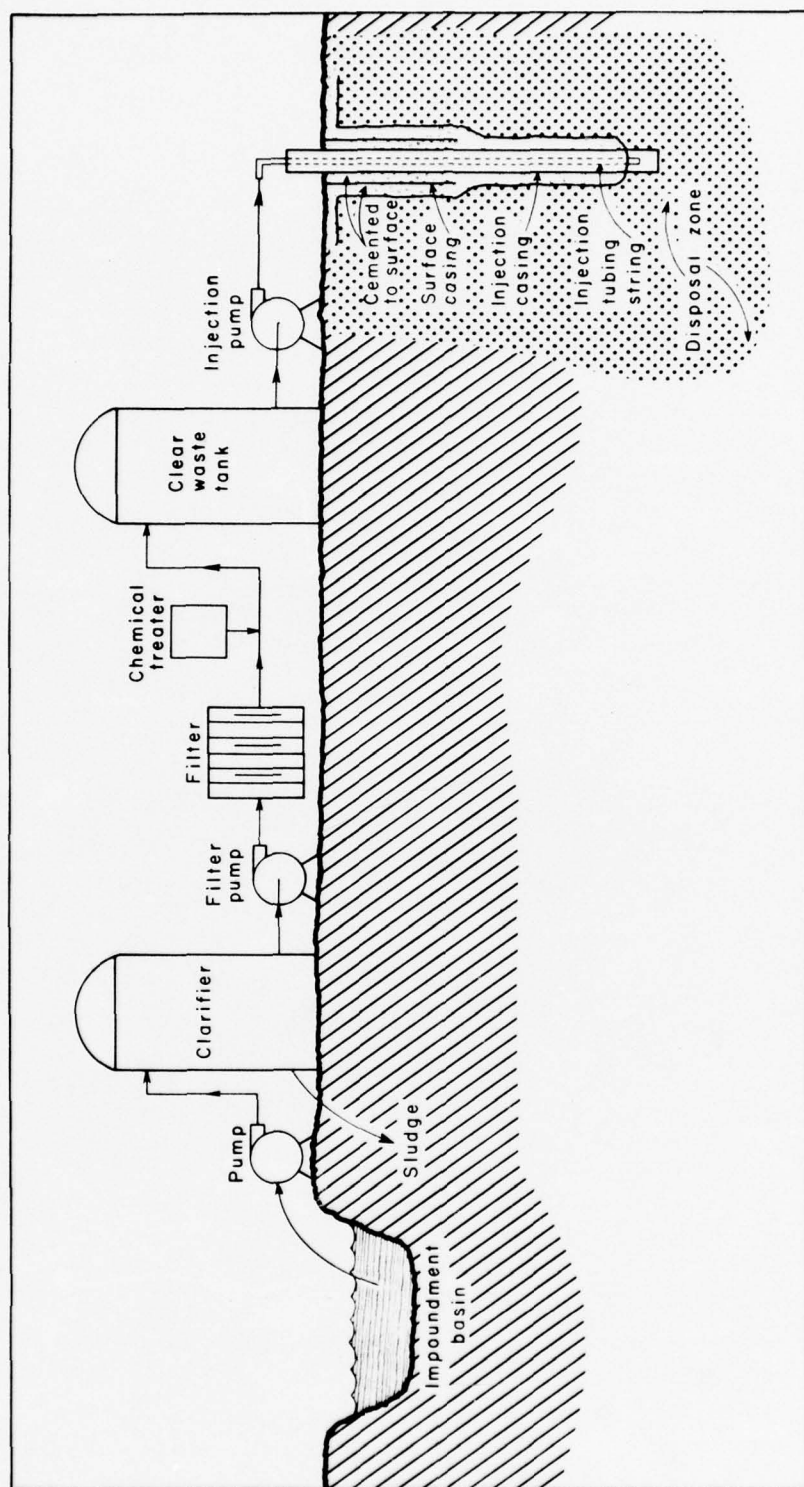 Impoundment
basin
Pump
Sludge
Clarifier
Filter
pump
Filter
Chemical
treater
Clear
waste
tank
Injection
pump
Cemented
to surface
Surface
casing
Injection
casing
Injection
tubing
string
Disposal zone